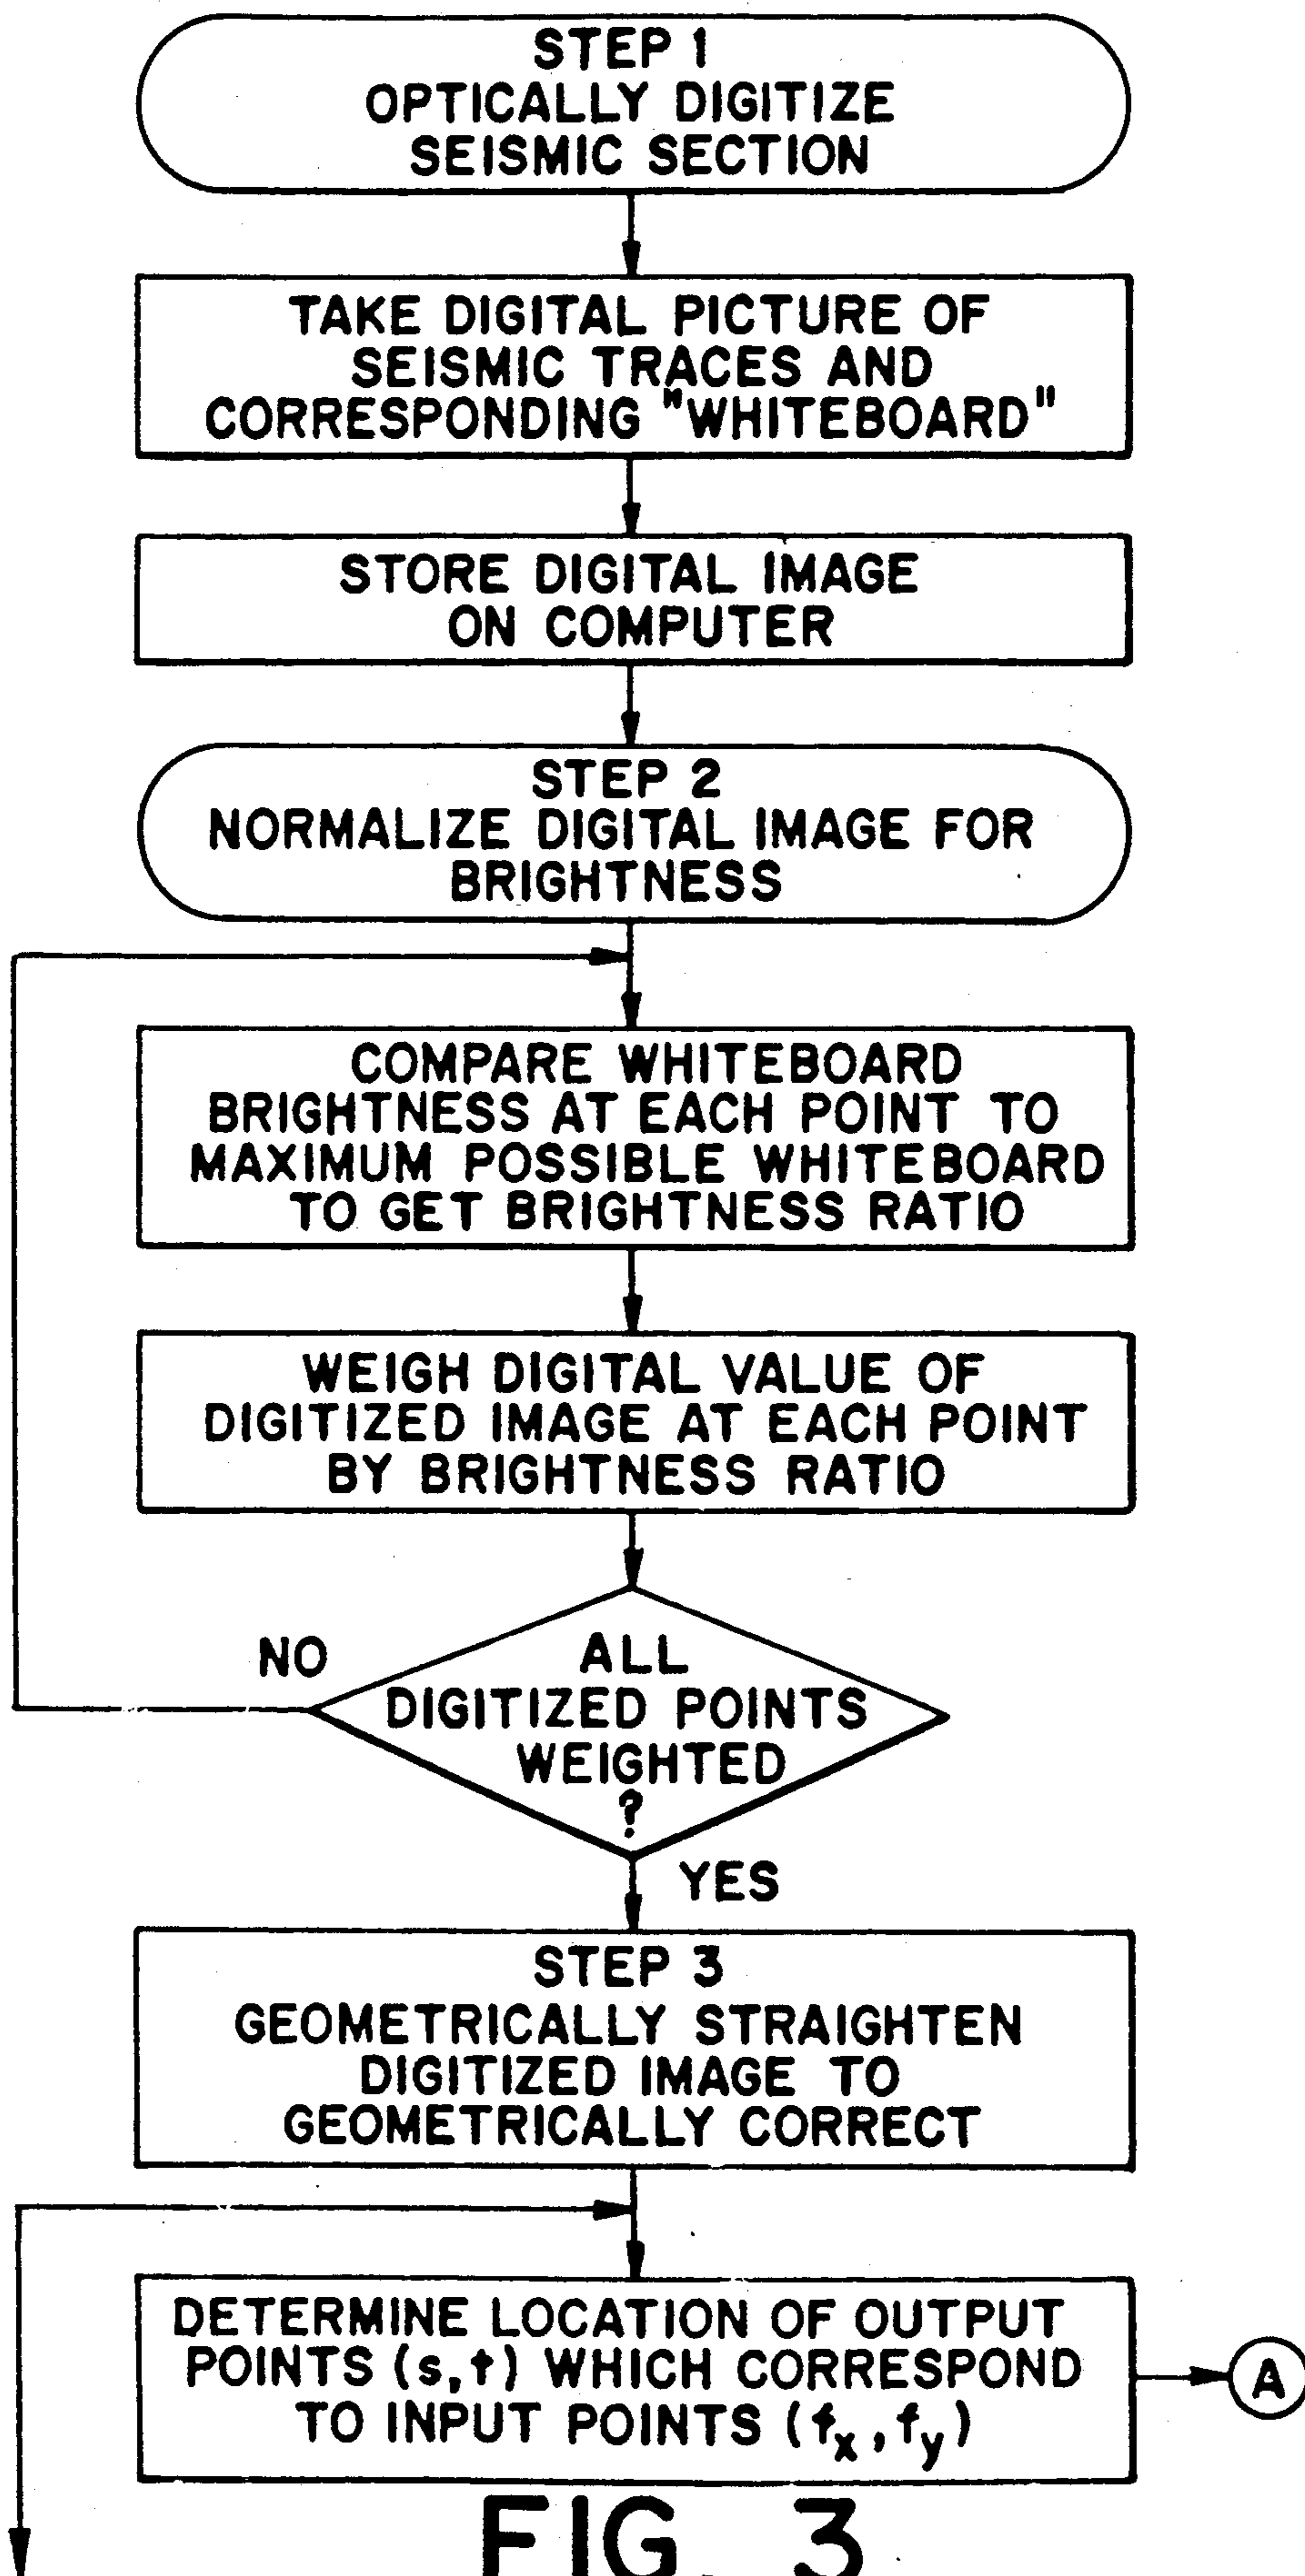 STEP 1
OPTICALLY DIGITIZE
SEISMIC SECTION
TAKE DIGITAL PICTURE OF
SEISMIC TRACES AND
CORRESPONDING "WHITEBOARD"
STORE DIGITAL IMAGE
ON COMPUTER
STEP 2
NORMALIZE DIGITAL IMAGE FOR
BRIGHTNESS
COMPARE WHITEBOARD
BRIGHTNESS AT EACH POINT TO
MAXIMUM POSSIBLE WHITEBOARD
TO GET BRIGHTNESS RATIO
WEIGH DIGITAL VALUE OF
DIGITIZED IMAGE AT EACH POINT
BY BRIGHTNESS RATIO
NO
ALL
DIGITIZED POINTS
WEIGHTED
?
YES
STEP 3
GEOMETRICALLY STRAIGHTEN
DIGITIZED IMAGE TO
GEOMETRICALLY CORRECT
DETERMINE LOCATION OF OUTPUT
POINTS (s,t) WHICH CORRESPOND
TO INPUT POINTS (fx, fy)
A
FIG_3